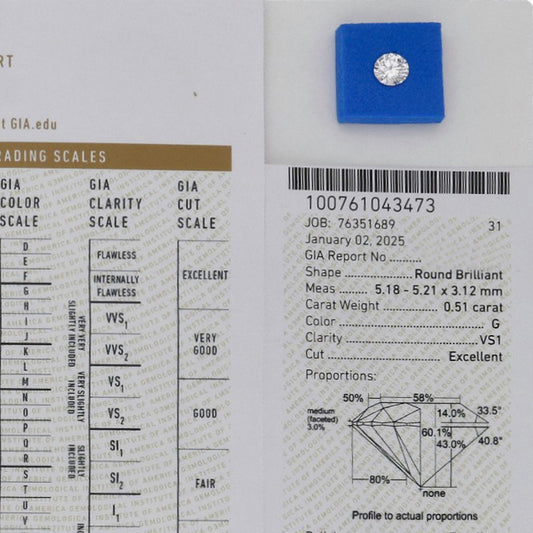 RT
t GIA.edu
RADING SCALES
GIA
COLOR
SCALE
D
E
F
G
H
I
J
K
L
M
N
O
P
Q
R
S
T
U
V
GIA
CLARITY
SCALE
FLAWLESS
INTERNALLY
FLAWLESS
VERY VERY
SLIGHTLY INCLUDED
VVS1
VVS2
VERY SLIGHTLY
INCLUDED
VS1
VS2
SLIGHTLY
INCLUDED
SI1
SI2
I1
GIA
CUT
SCALE
EXCELLENT
VERY
GOOD
GOOD
FAIR
100761043473
JOB: 76351689 31
January 02, 2025
GIA Report No ..........
Shape ................. Round Brilliant
Meas ..... 5.18 - 5.21 x 3.12 mm
Carat Weight ............. 0.51 carat
Color ....................................... G
Clarity .................................. VS1
Cut ............................... Excellent
Proportions:
50% 58%
medium
(faceted)
3.0%
14.0% 33.5°
60.1%
43.0% 40.8°
80%
none
Profile to actual proportions